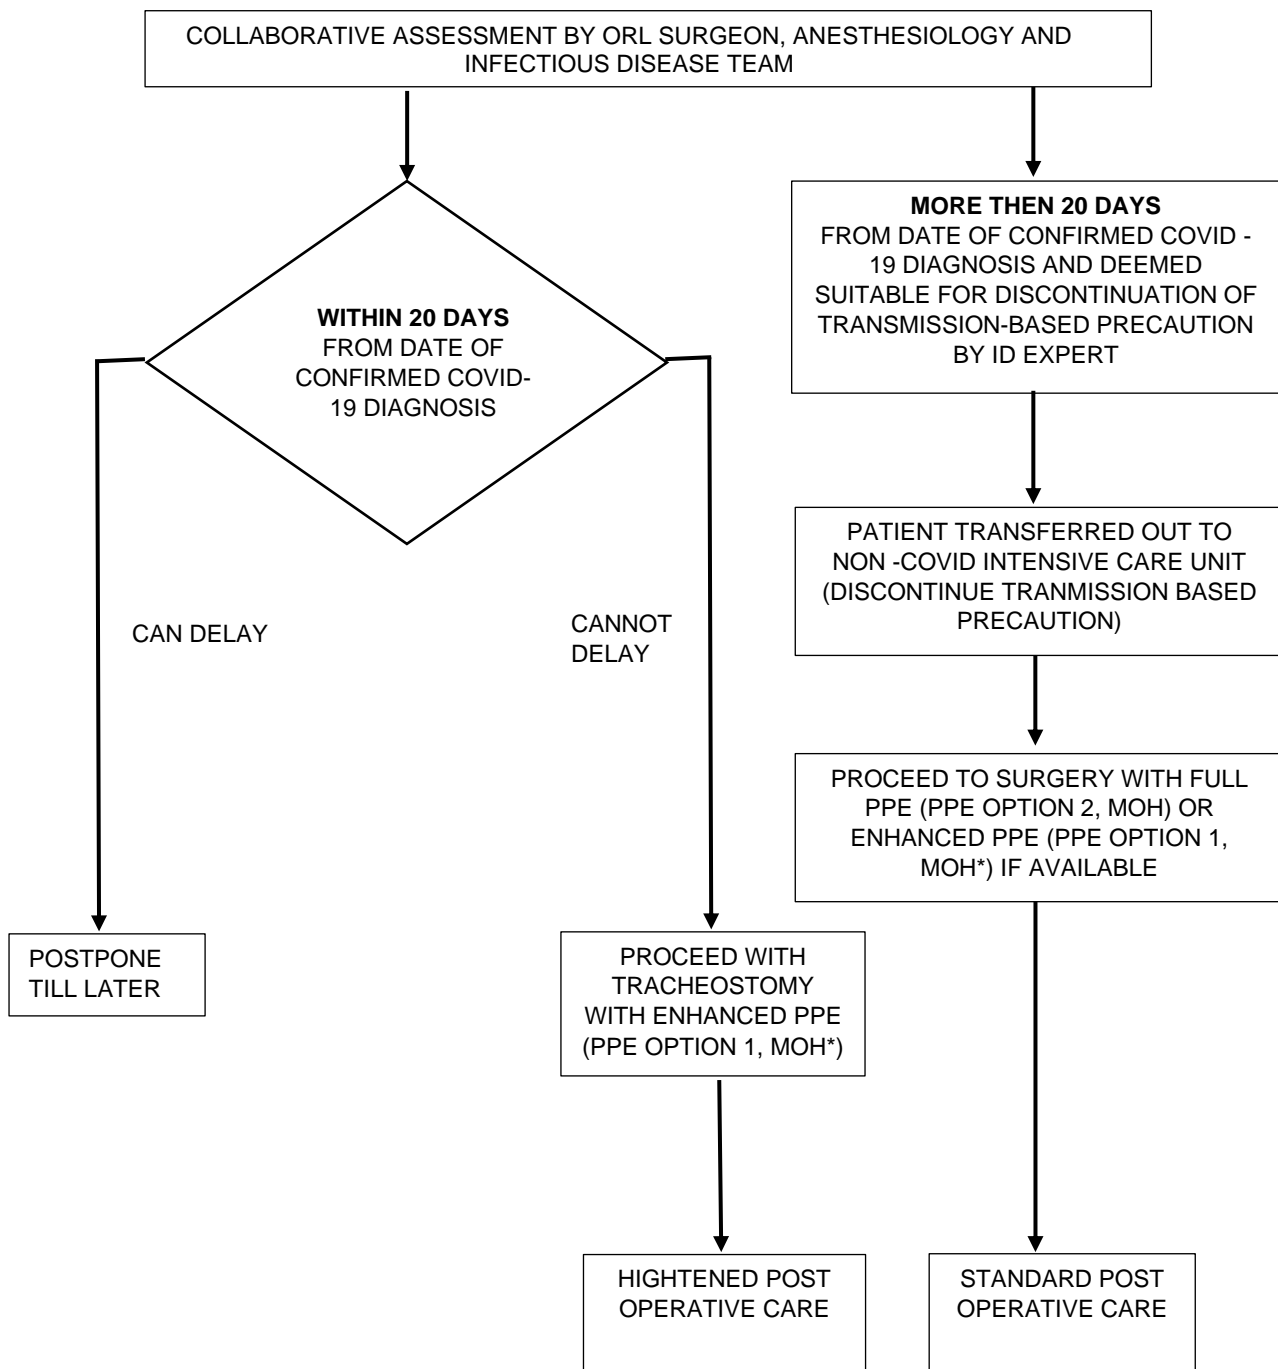 COLLABORATIVE ASSESSMENT BY ORL SURGEON, ANESTHESIOLOGY AND
INFECTIOUS DISEASE TEAM
WITHIN 20 DAYS
FROM DATE OF
CONFIRMED COVID-
19 DIAGNOSIS
MORE THEN 20 DAYS
FROM DATE OF CONFIRMED COVID -
19 DIAGNOSIS AND DEEMED
SUITABLE FOR DISCONTINUATION OF
TRANSMISSION-BASED PRECAUTION
BY ID EXPERT
PATIENT TRANSFERRED OUT TO
NON -COVID INTENSIVE CARE UNIT
(DISCONTINUE TRANMISSION BASED
PRECAUTION)
CAN DELAY
CANNOT
DELAY
PROCEED TO SURGERY WITH FULL
PPE (PPE OPTION 2, MOH) OR
ENHANCED PPE (PPE OPTION 1,
MOH*) IF AVAILABLE
POSTPONE
TILL LATER
PROCEED WITH
TRACHEOSTOMY
WITH ENHANCED PPE
(PPE OPTION 1, MOH*)
HIGHTENED POST
OPERATIVE CARE
STANDARD POST
OPERATIVE CARE